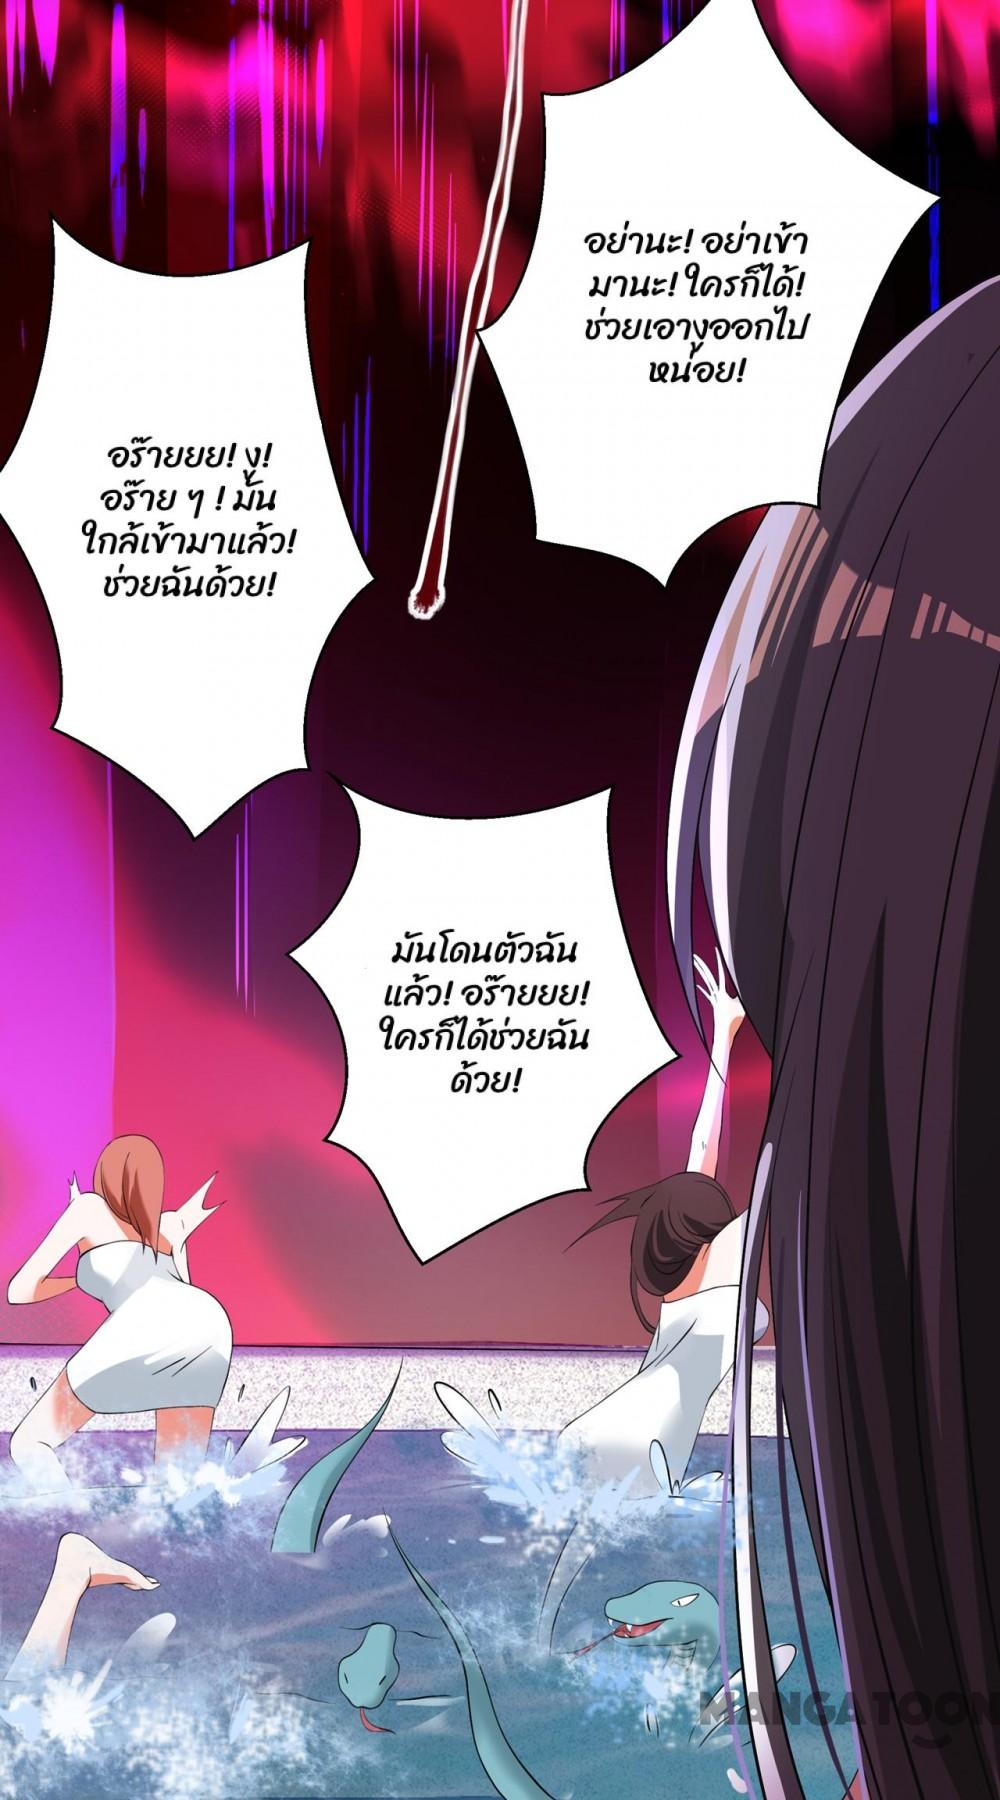 อย่านะ! อย่าเข้า
มานะ! ใครก็ได้!
ช่วยเอางูออกไป
หน่อย!
อร๊ายยย! งู!
อร๊าย ๆ ! มัน
ใกล้เข้ามาแล้ว!
ช่วยฉันด้วย!
มันโดนตัวฉัน
แล้ว! อร๊ายยย!
ใครก็ได้ช่วยฉัน
ด้วย!
MANGATOON